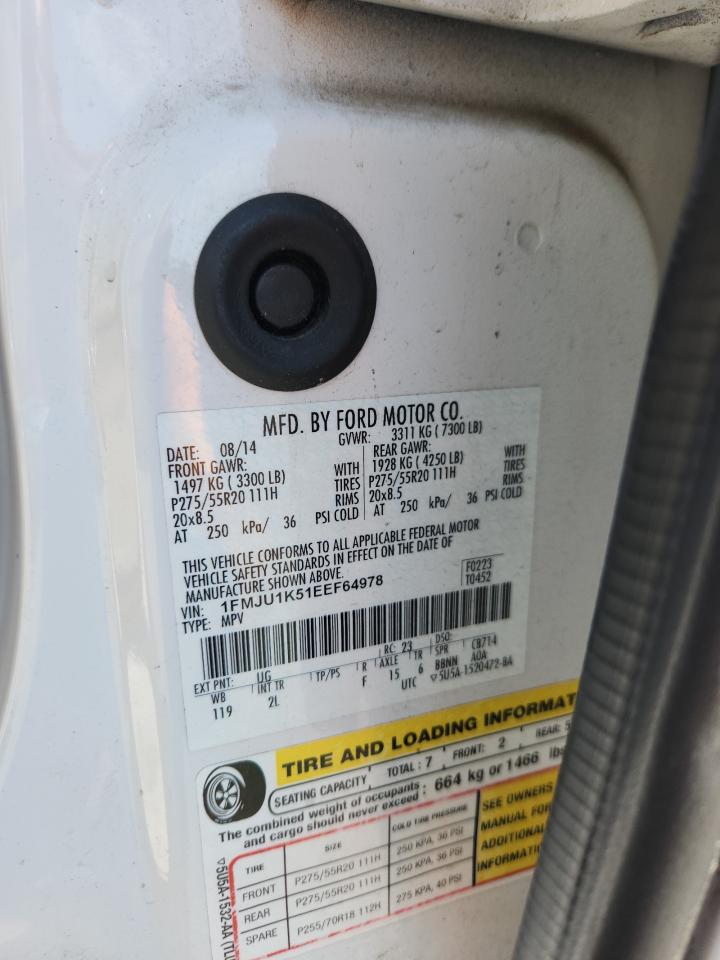 MFD. BY FORD MOTOR CO.
DATE: 08/14 GVWR: 3311 KG ( 7300 LB)
FRONT GAWR: REAR GAWR:
1497 KG ( 3300 LB) WITH 1928 KG ( 4250 LB) WITH
P275/55R20 111H TIRES P275/55R20 111H TIRES
20x8.5 RIMS 20x8.5 RIMS
AT 250 kPa/ 36 PSI COLD AT 250 kPa/ 36 PSI COLD
THIS VEHICLE CONFORMS TO ALL APPLICABLE FEDERAL MOTOR
VEHICLE SAFETY STANDARDS IN EFFECT ON THE DATE OF
MANUFACTURE SHOWN ABOVE.
F0223
VIN: 1FMJU1K51EEF64978 T0452
TYPE: MPV
EXT PNT: UG RC: 23 DSO: CB714
WB INT TR TP/PS R AXLE TR SPR AOA
119 2L F 15 6 BBNN
UTC ▽5U5A-1520472-BA
TIRE AND LOADING INFORMAT
SEATING CAPACITY TOTAL : 7 FRONT: 2 REAR: 5
The combined weight of occupants : 664 kg or 1466 lbs
and cargo should never exceed
TIRE SIZE COLD TIRE PRESSURE
FRONT P275/55R20 111H 250 KPA, 36 PSI
REAR P275/55R20 111H 250 KPA, 36 PSI
SPARE P255/70R18 112H 275 KPA, 40 PSI
SEE OWNERS
MANUAL FOR
ADDITIONAL
INFORMATION
▽5U5A-1532-AA